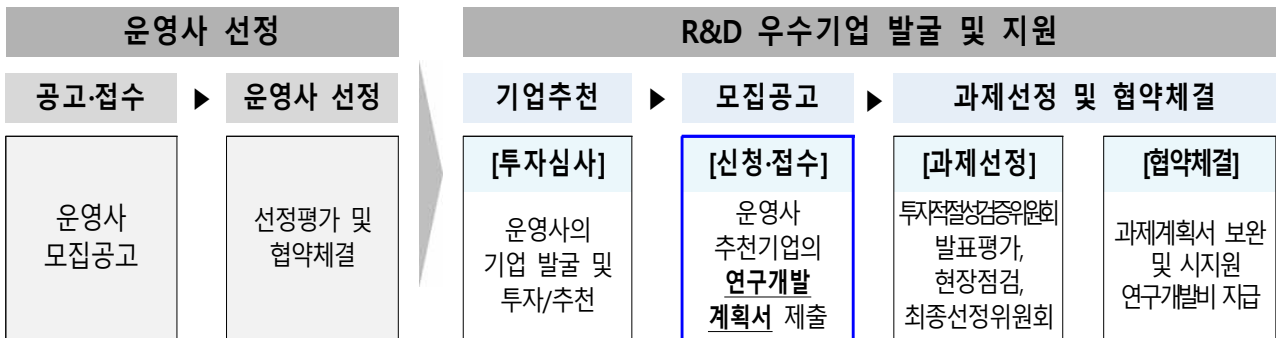 운영사 선정
R&D 우수기업 발굴 및 지원
공고·접수 ▶ 운영사 선정
기업추천 ▶ 모집공고 ▶ 과제선정 및 협약체결
운영사
모집공고
선정평가 및
협약체결
[투자심사]
운영사의
기업 발굴 및
투자/추천
[신청·접수]
운영사
추천기업의
연구개발
계획서 제출
[과제선정]
투자적절성검증위원회
발표평가,
현장점검,
최종선정위원회
[협약체결]
과제계획서 보완
및 시지원
연구개발비 지급